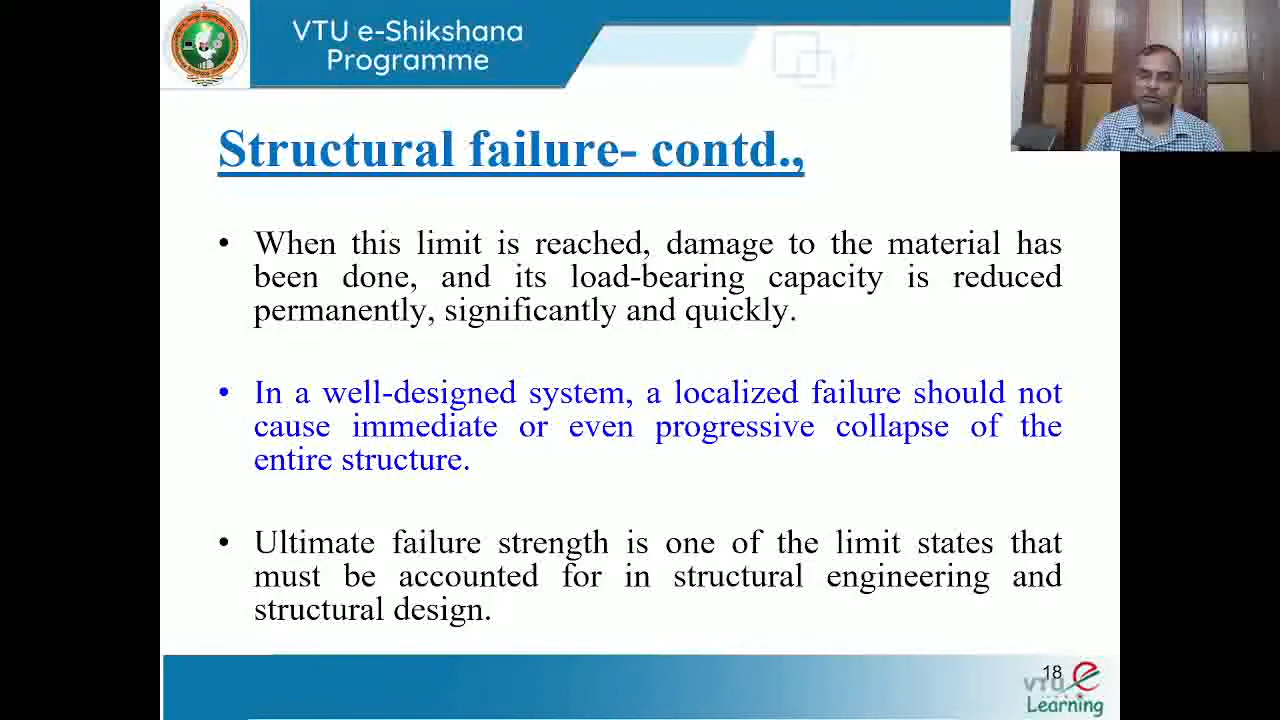 VTU e-Shikshana
Programme
Structural failure- contd.,
• When this limit is reached, damage to the material has
been done, and its load-bearing capacity is reduced
permanently, significantly and quickly.
• In a well-designed system, a localized failure should not
cause immediate or even progressive collapse of the
entire structure.
• Ultimate failure strength is one of the limit states that
must be accounted for in structural engineering and
structural design.
18
VTU e
Learning